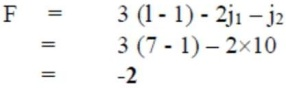 F = 3 (l - 1) - 2j₁ – j₂
= 3 (7 - 1) – 2×10
= -2